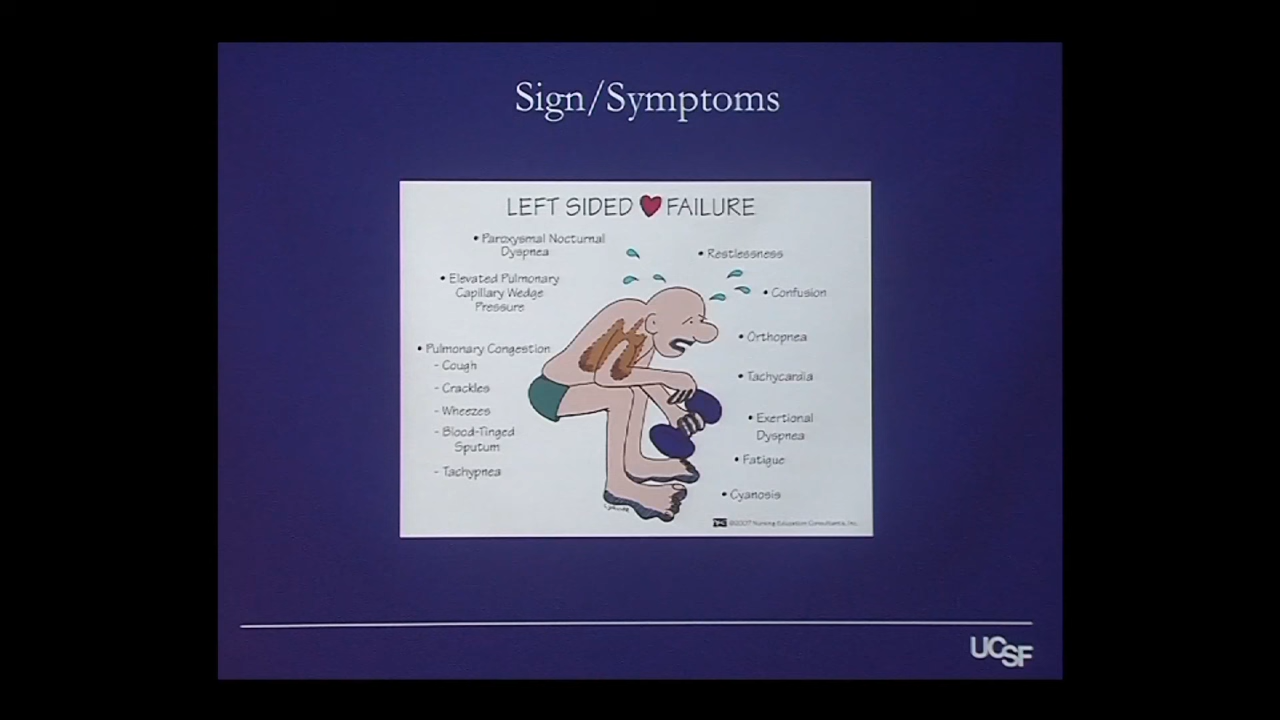 Sign/Symptoms
LEFT SIDED FAILURE
• Paroxysmal Nocturnal
Dyspnea
• Elevated Pulmonary
Capillary Wedge
Pressure
• Pulmonary Congestion
- Cough
- Crackles
- Wheezes
- Blood-Tinged
Sputum
- Tachypnea
• Restlessness
• Confusion
• Orthopnea
• Tachycardia
• Exertional
Dyspnea
• Fatigue
• Cyanosis
©2007 Nursing Education Consultants, Inc.
UCSF